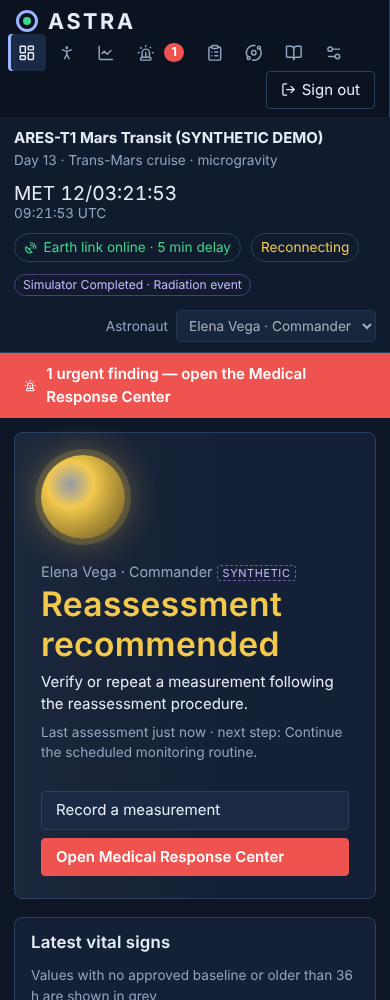 ASTRA
1
Sign out
ARES-T1 Mars Transit (SYNTHETIC DEMO)
Day 13 · Trans-Mars cruise · microgravity
MET 12/03:21:53
09:21:53 UTC
Earth link online · 5 min delay
Reconnecting
Simulator Completed · Radiation event
Astronaut
Elena Vega · Commander
1 urgent finding — open the Medical
Response Center
Elena Vega · Commander SYNTHETIC
Reassessment
recommended
Verify or repeat a measurement following
the reassessment procedure.
Last assessment just now · next step: Continue
the scheduled monitoring routine.
Record a measurement
Open Medical Response Center
Latest vital signs
Values with no approved baseline or older than 36
h are shown in grey